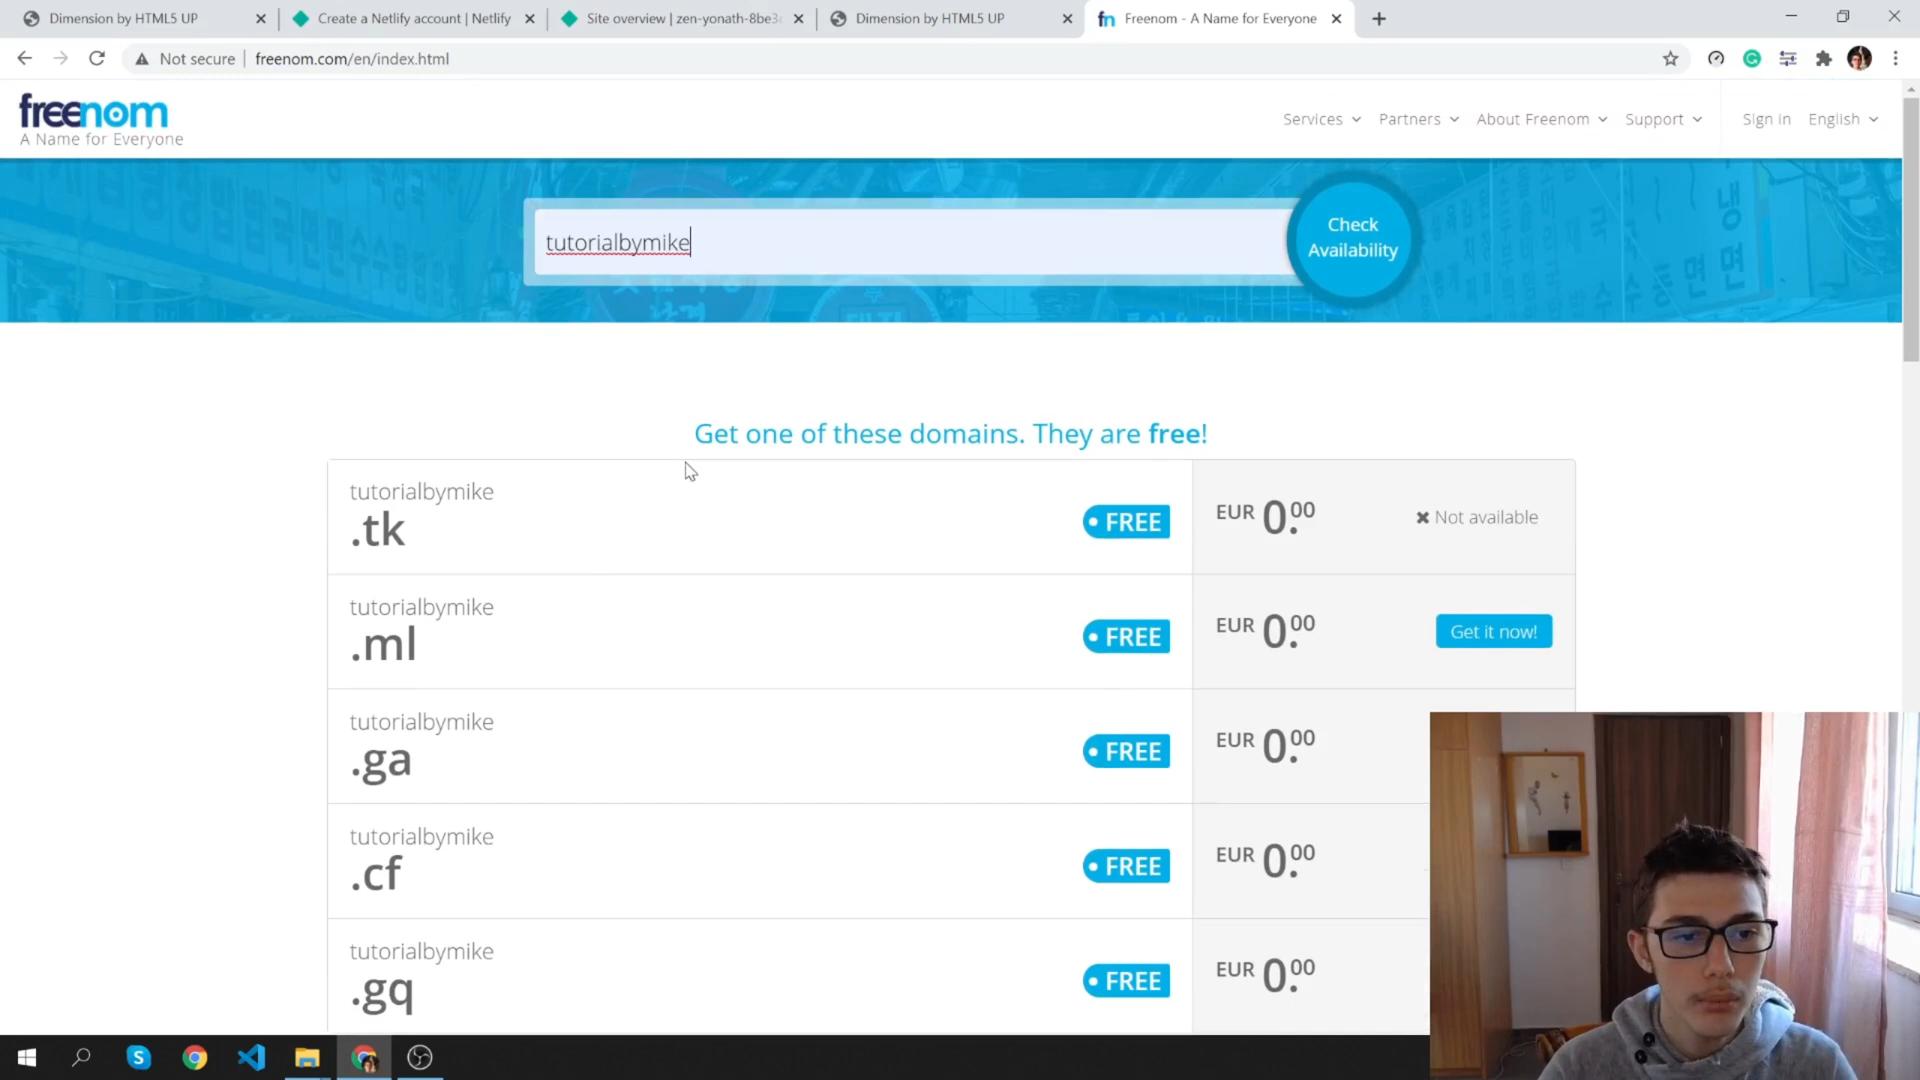 Dimension by HTML5 UP
Create a Netlify account | Netlify
Site overview | zen-yonath-8be3
Dimension by HTML5 UP
fn Freenom - A Name for Everyone
Not secure freenom.com/en/index.html
freenom
A Name for Everyone
Services Partners About Freenom Support Sign in English
tutorialbymike
Check
Availability
Get one of these domains. They are free!
tutorialbymike
.tk
FREE
EUR 0.00
Not available
tutorialbymike
.ml
FREE
EUR 0.00
Get it now!
tutorialbymike
.ga
FREE
EUR 0.00
tutorialbymike
.cf
FREE
EUR 0.00
tutorialbymike
.gq
FREE
EUR 0.00